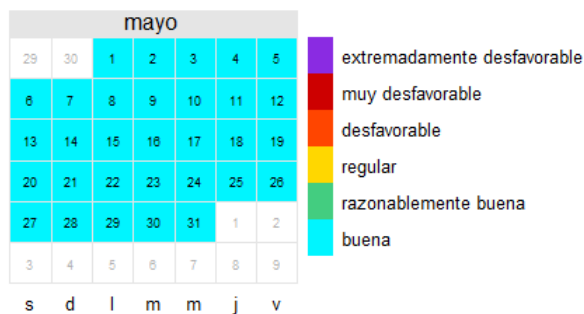 mayo
29 30 1 2 3 4 5
6 7 8 9 10 11 12
13 14 15 16 17 18 19
20 21 22 23 24 25 26
27 28 29 30 31 1 2
3 4 5 6 7 8 9
s d l m m j v
extremadamente desfavorable
muy desfavorable
desfavorable
regular
razonablemente buena
buena